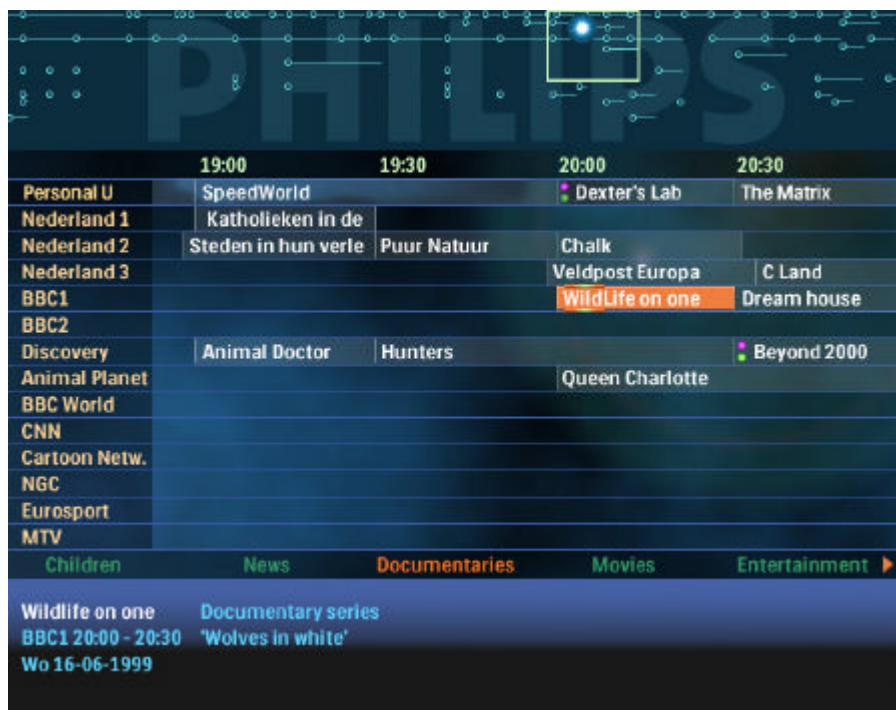 PHILIPS
19:00 19:30 20:00 20:30
Personal U SpeedWorld Dexter's Lab The Matrix
Nederland 1 Katholieken in de
Nederland 2 Steden in hun verle Puur Natuur Chalk
Nederland 3 Veldpost Europa C Land
BBC1 WildLife on one Dream house
BBC2
Discovery Animal Doctor Hunters Beyond 2000
Animal Planet Queen Charlotte
BBC World
CNN
Cartoon Netw.
NGC
Eurosport
MTV
Children News Documentaries Movies Entertainment
Wildlife on one Documentary series
BBC1 20:00 - 20:30 'Wolves in white'
Wo 16-06-1999